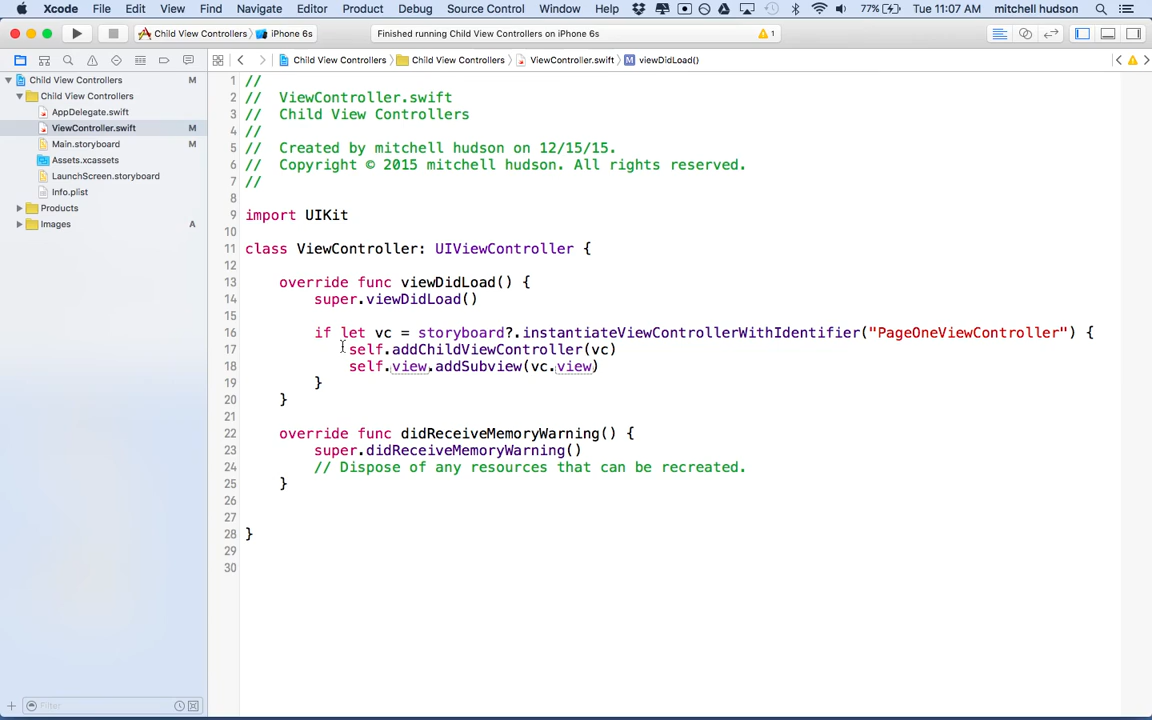 Xcode File Edit View Find Navigate Editor Product Debug Source Control Window Help 77% Tue 11:07 AM mitchell hudson
Child View Controllers iPhone 6s Finished running Child View Controllers on iPhone 6s 1
Child View Controllers Child View Controllers ViewController.swift M viewDidLoad()
Child View Controllers M
Child View Controllers
AppDelegate.swift
ViewController.swift M
Main.storyboard M
Assets.xcassets
LaunchScreen.storyboard
Info.plist
Products
Images A
Filter
1 //
2 // ViewController.swift
3 // Child View Controllers
4 //
5 // Created by mitchell hudson on 12/15/15.
6 // Copyright © 2015 mitchell hudson. All rights reserved.
7 //
8
9 import UIKit
10
11 class ViewController: UIViewController {
12
13 override func viewDidLoad() {
14 super.viewDidLoad()
15
16 if let vc = storyboard?.instantiateViewControllerWithIdentifier("PageOneViewController") {
17 self.addChildViewController(vc)
18 self.view.addSubview(vc.view)
19 }
20 }
21
22 override func didReceiveMemoryWarning() {
23 super.didReceiveMemoryWarning()
24 // Dispose of any resources that can be recreated.
25 }
26
27
28 }
29
30